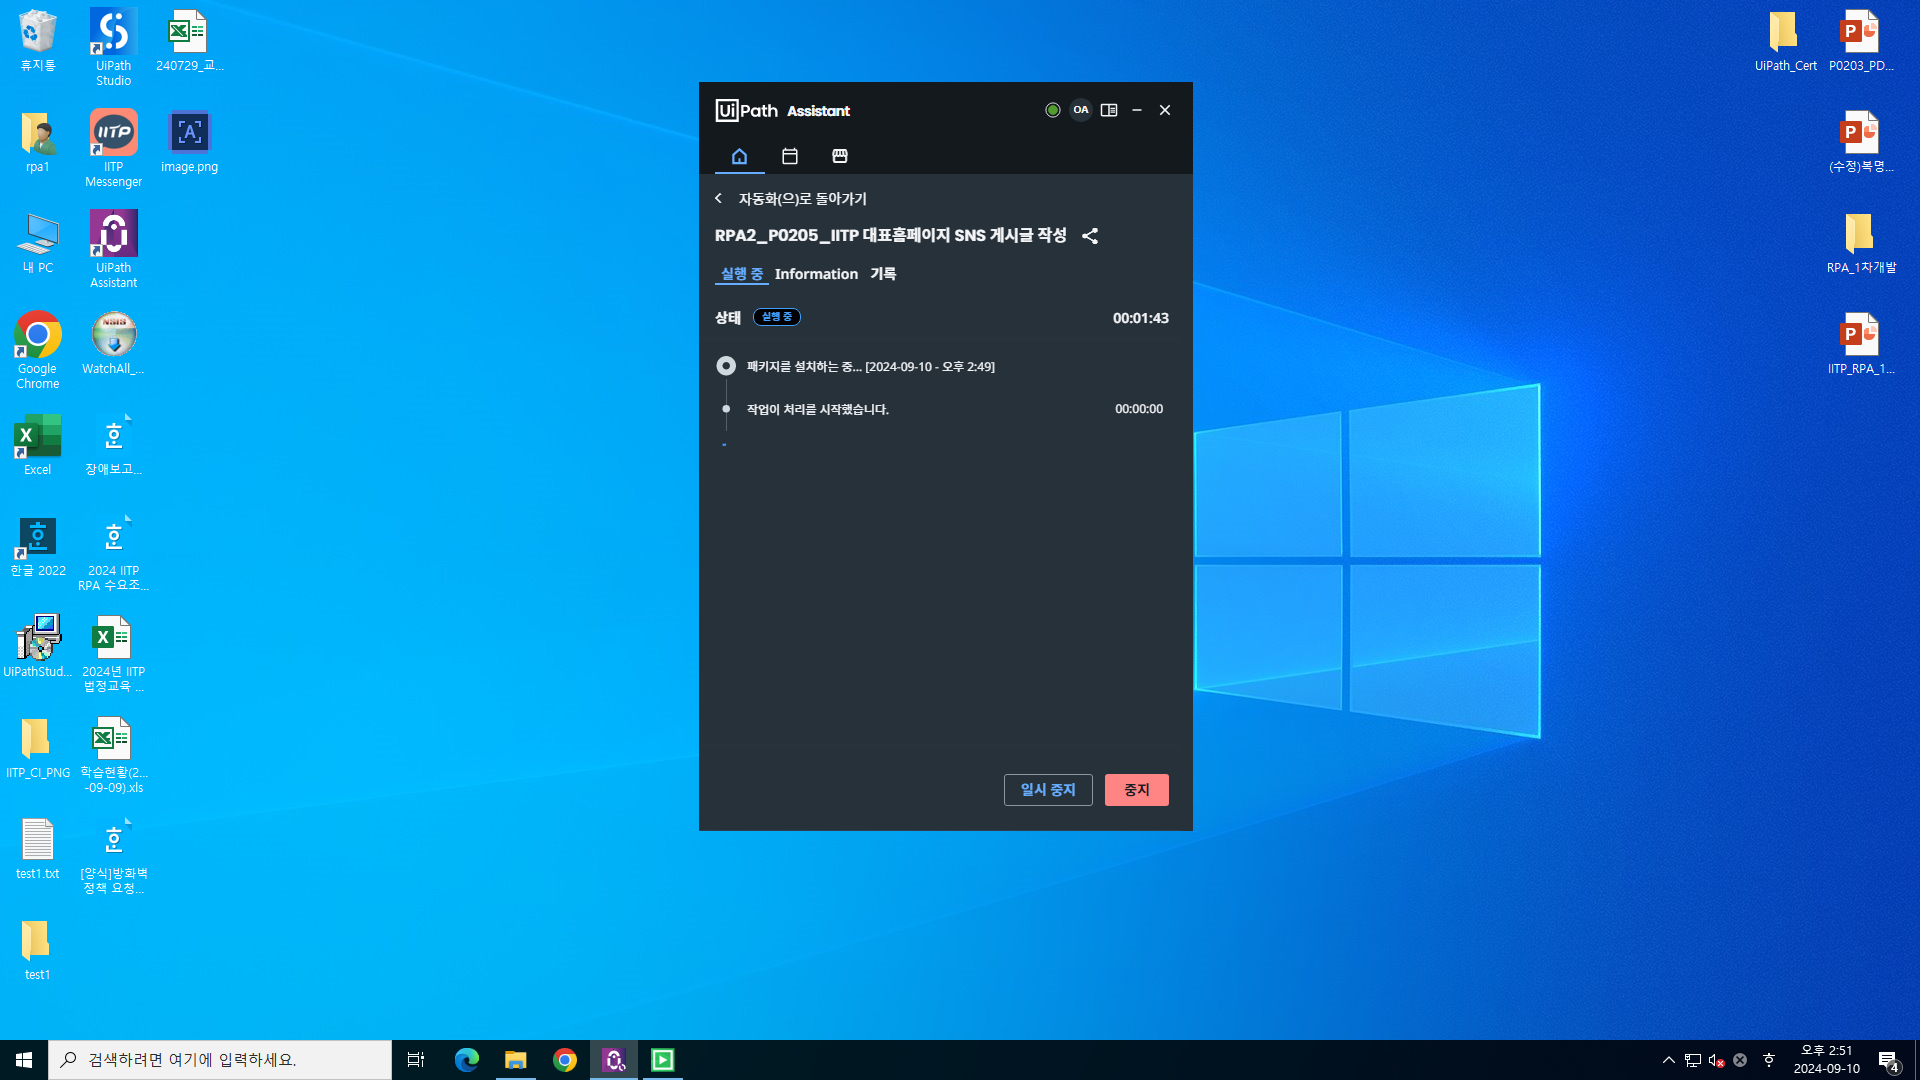 휴지통
UiPath
Studio
240729_교...
rpa1
IITP
Messenger
image.png
내 PC
UiPath
Assistant
Google
Chrome
WatchAll_...
Excel
장애보고...
한글 2022
2024 IITP
RPA 수요조...
UiPathStud...
2024년 IITP
법정교육 ...
IITP_CI_PNG
학습현황(2...
-09-09).xls
test1.txt
[양식]방화벽
정책 요청...
test1
UiPath Assistant
OA
자동화(으)로 돌아가기
RPA2_P0205_IITP 대표홈페이지 SNS 게시글 작성
실행 중 Information 기록
상태 실행 중 00:01:43
패키지를 설치하는 중... [2024-09-10 - 오후 2:49]
작업이 처리를 시작했습니다. 00:00:00
일시 중지 중지
UiPath_Cert
P0203_PD...
(수정)복명...
RPA_1차개발
IITP_RPA_1...
검색하려면 여기에 입력하세요.
오후 2:51
2024-09-10
4